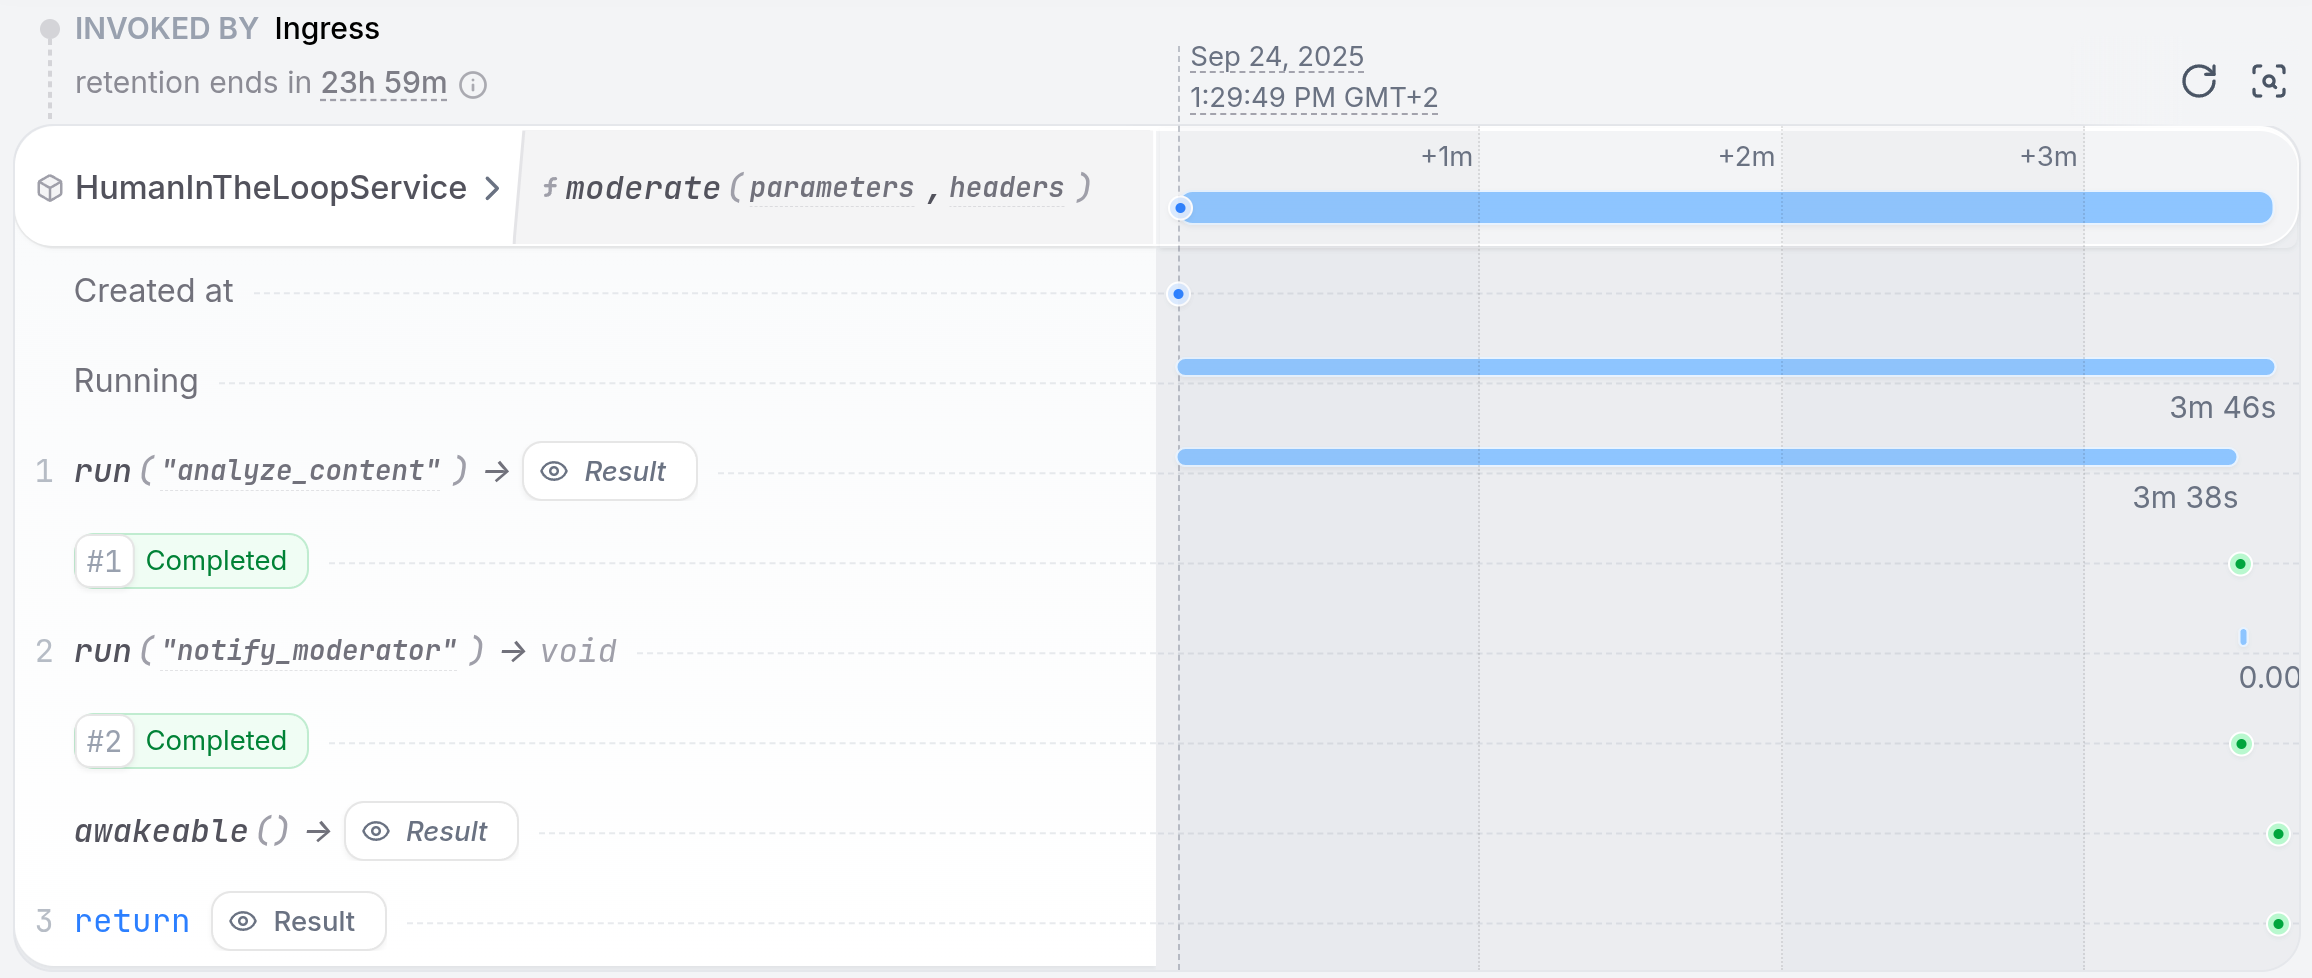 INVOKED BY Ingress
retention ends in 23h 59m
Sep 24, 2025
1:29:49 PM GMT+2
HumanInTheLoopService > ƒ moderate(parameters, headers)
+1m +2m +3m
Created at
Running
3m 46s
1 run("analyze_content") → Result
3m 38s
#1 Completed
2 run("notify_moderator") → void
0.00
#2 Completed
awakeable() → Result
3 return Result